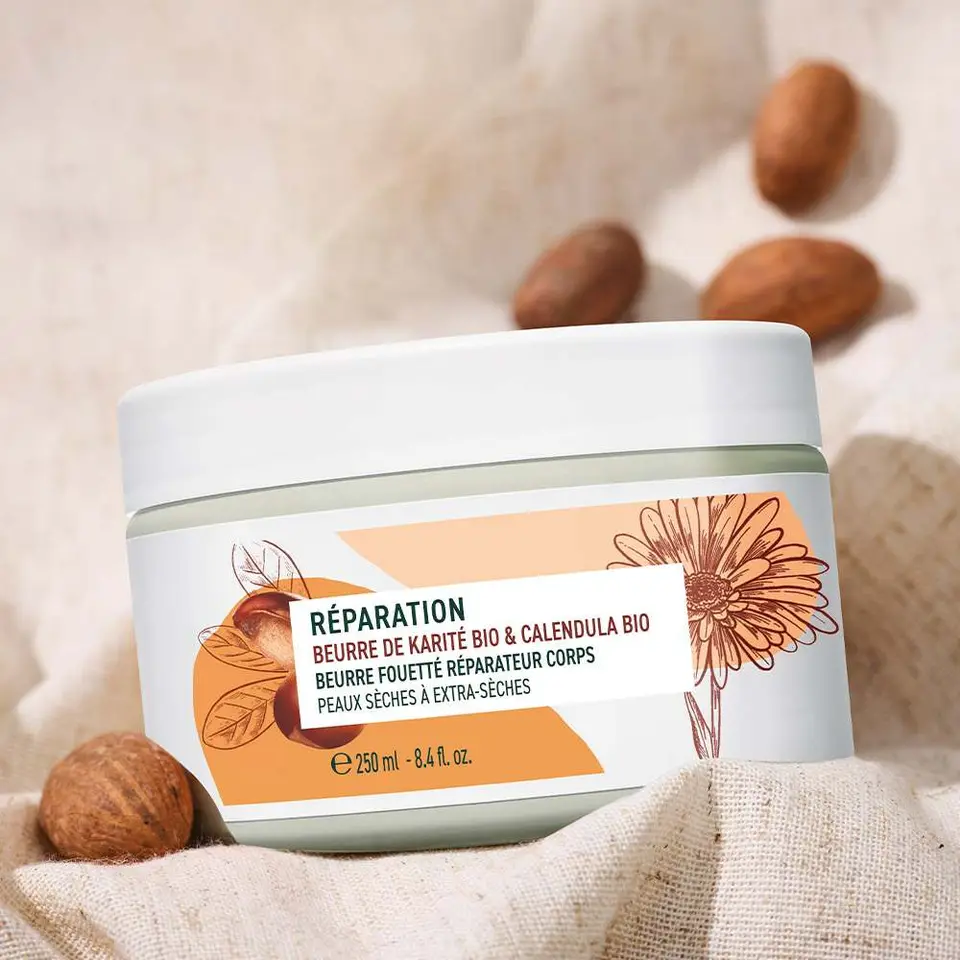 RÉPARATION
BEURRE DE KARITÉ BIO & CALENDULA BIO
BEURRE FOUETTÉ RÉPARATEUR CORPS
PEAUX SÈCHES À EXTRA-SÈCHES
℮ 250 ml - 8.4 fl. oz.